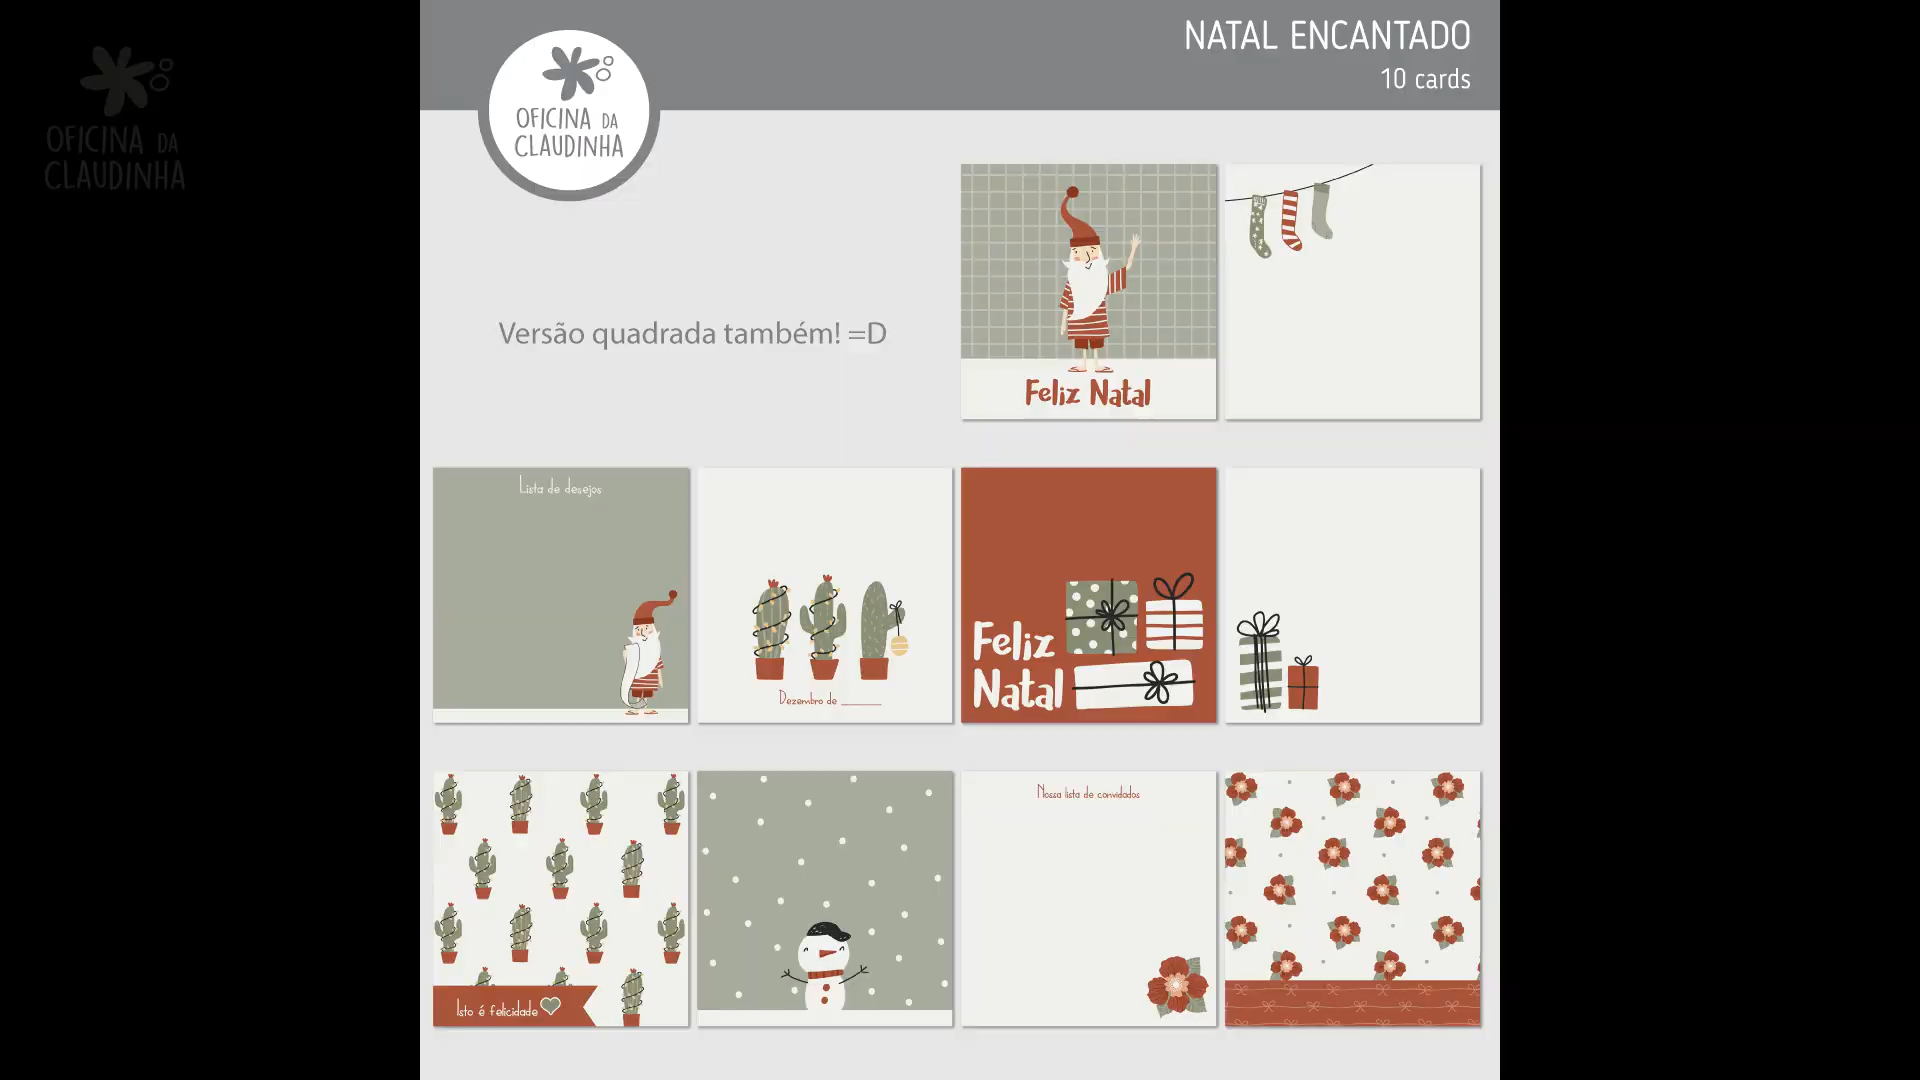 OFICINA DA
CLAUDINHA
OFICINA DA
CLAUDINHA
NATAL ENCANTADO
10 cards
Versão quadrada também! =D
Feliz Natal
Lista de desejos
Dezembro de ________
Feliz
Natal
Isto é felicidade
Nossa lista de convidados